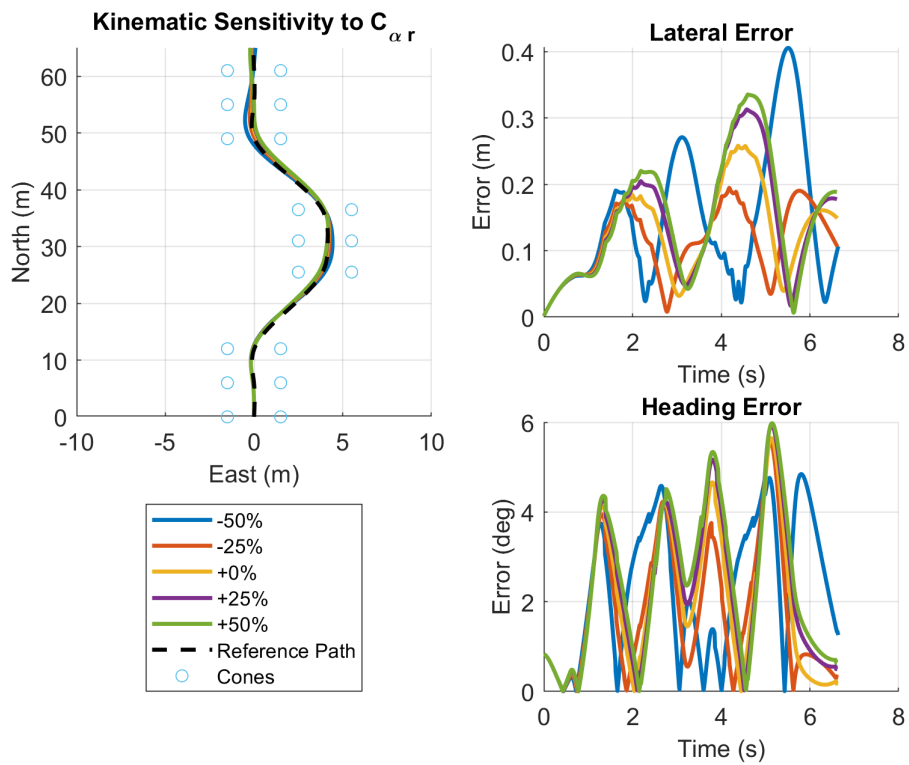 Kinematic Sensitivity to C α r
60
50
40
30
20
10
0
North (m)
-10 -5 0 5 10
East (m)
-50%
-25%
+0%
+25%
+50%
Reference Path
Cones
Lateral Error
0.4
0.3
0.2
0.1
0
Error (m)
0 2 4 6 8
Time (s)
Heading Error
6
4
2
0
Error (deg)
0 2 4 6 8
Time (s)